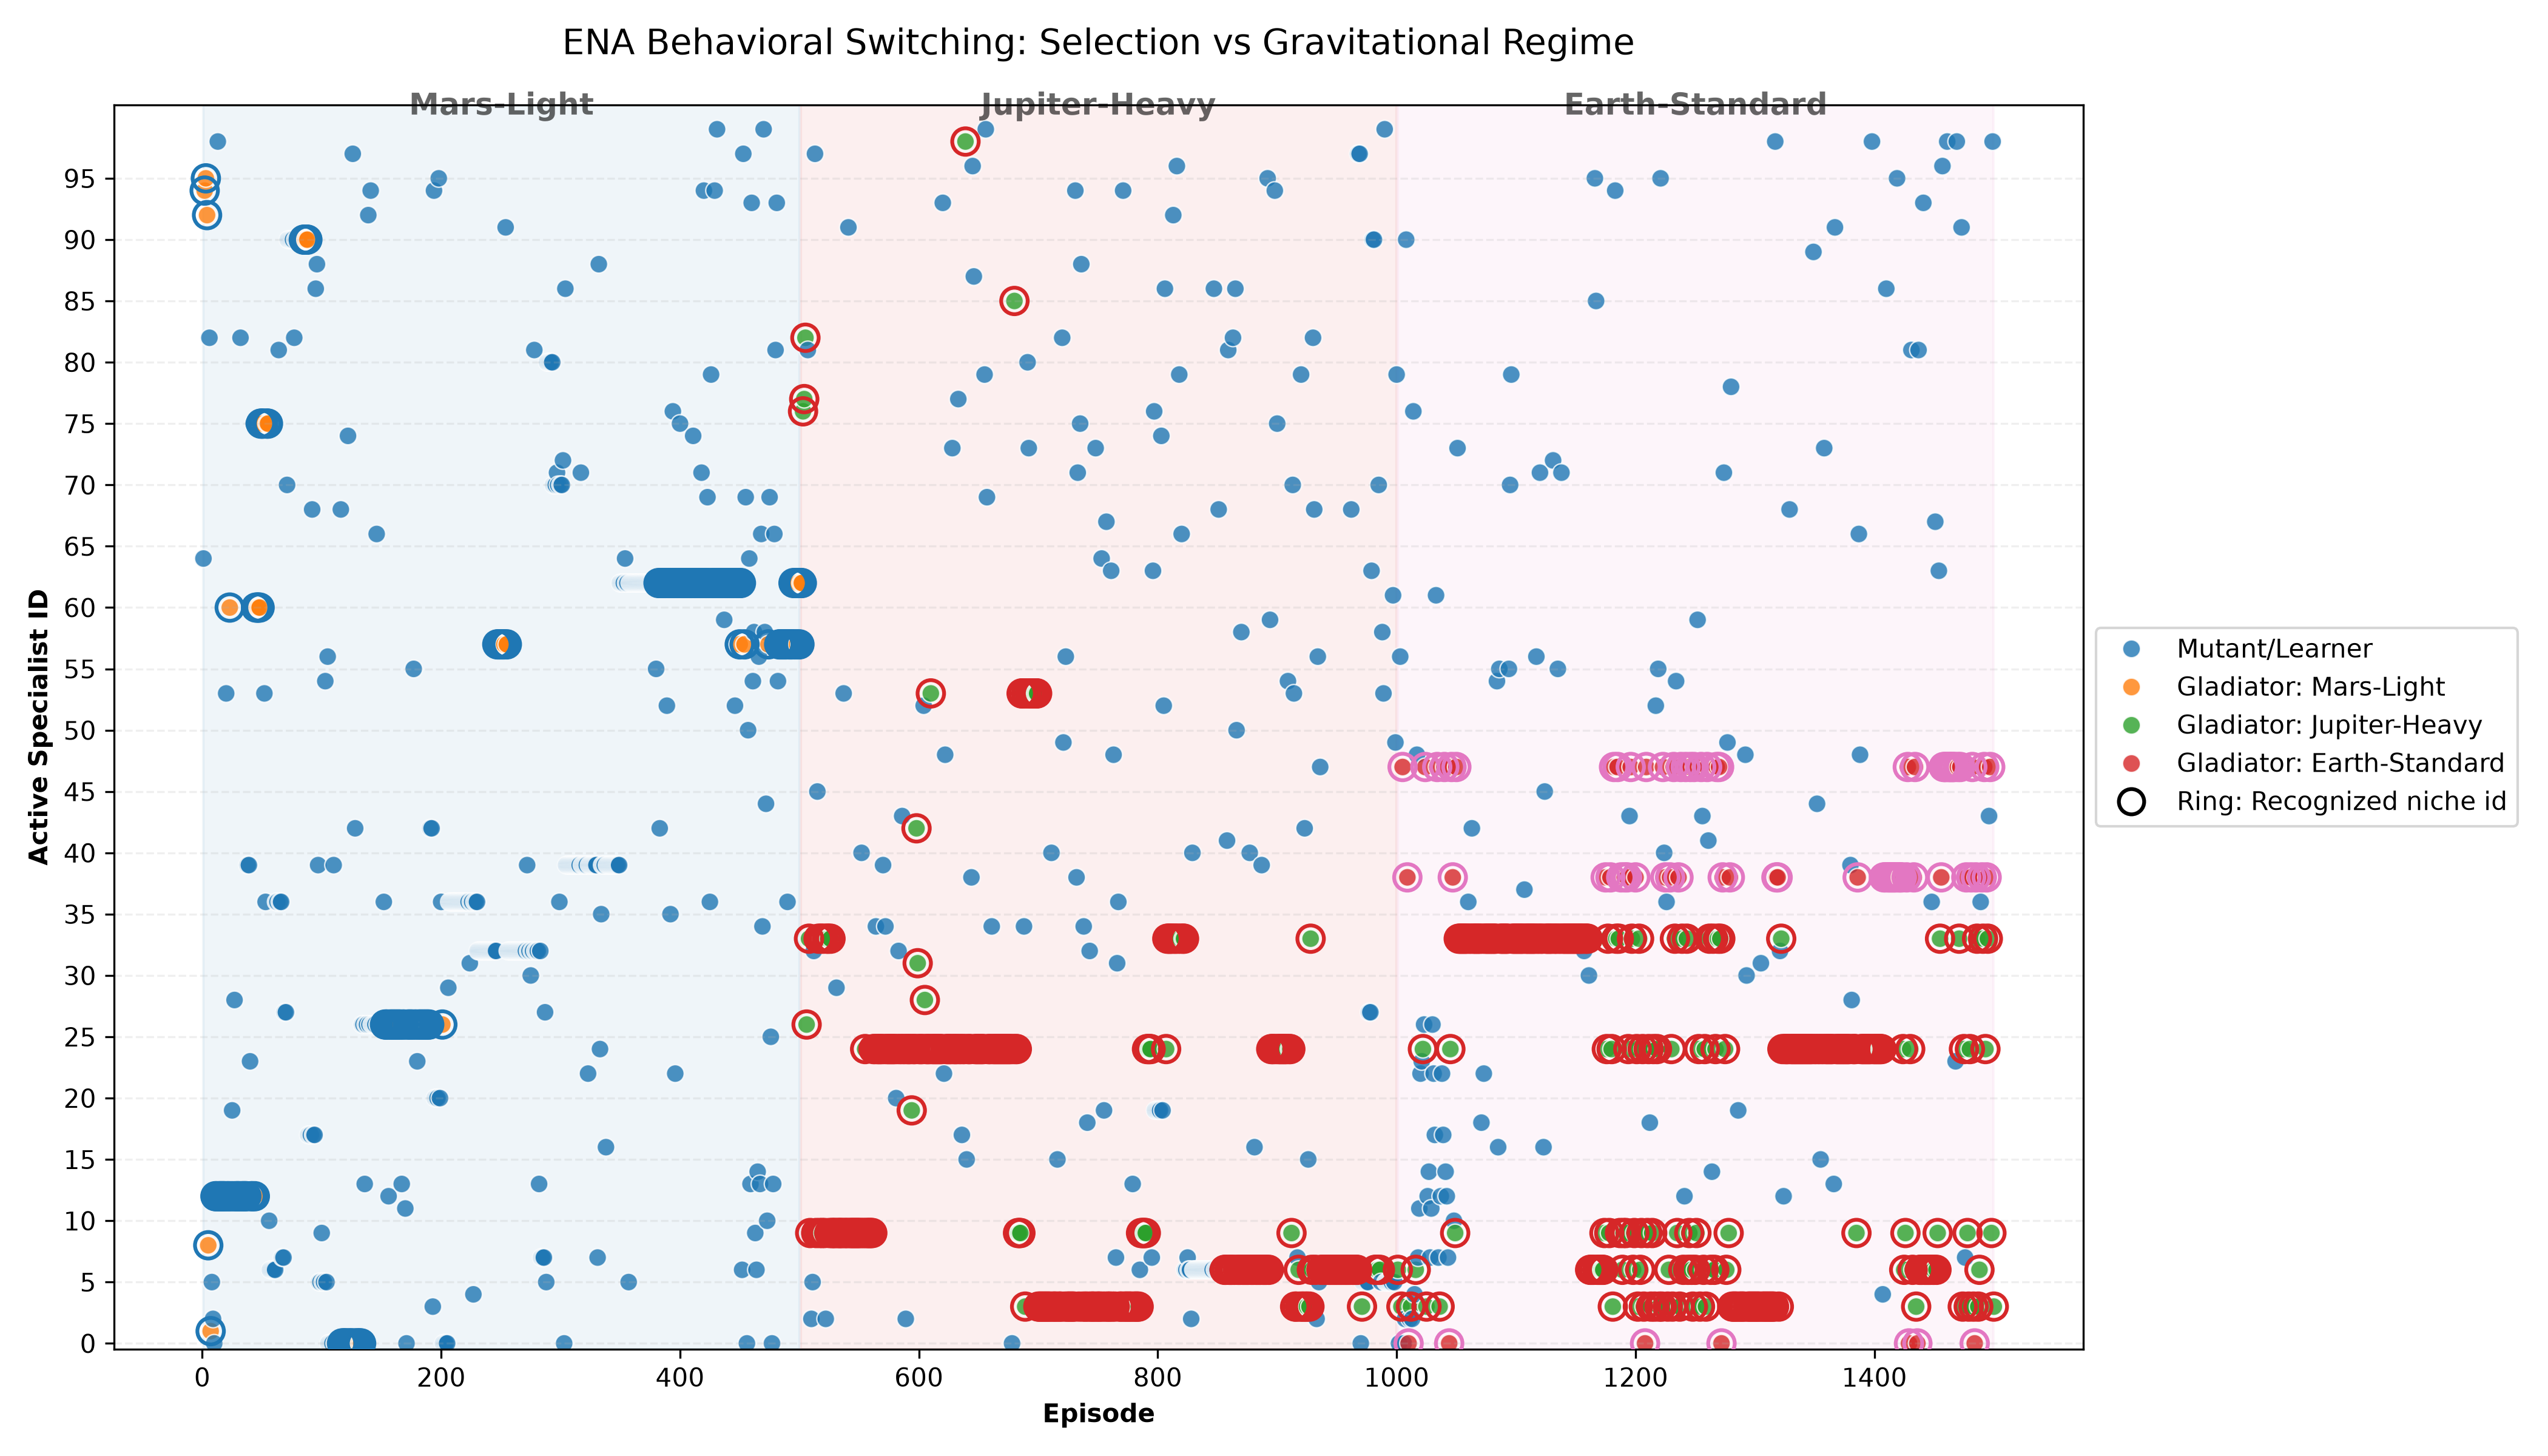 ENA Behavioral Switching: Selection vs Gravitational Regime
Mars-Light
Jupiter-Heavy
Earth-Standard
Active Specialist ID
95
90
85
80
75
70
65
60
55
50
45
40
35
30
25
20
15
10
5
0
0
200
400
600
800
1000
1200
1400
Episode
Mutant/Learner
Gladiator: Mars-Light
Gladiator: Jupiter-Heavy
Gladiator: Earth-Standard
Ring: Recognized niche id